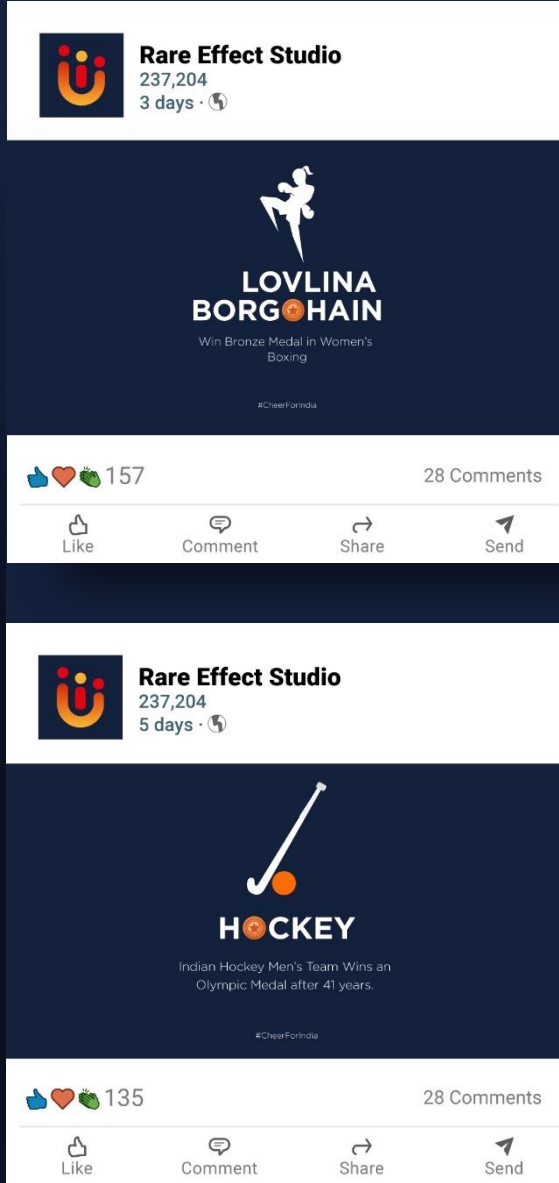 Rare Effect Studio
237,204
3 days ·
LOVLINA
BORGOHAIN
Win Bronze Medal in Women's
Boxing
#CheerForIndia
157
28 Comments
Like Comment Share Send
Rare Effect Studio
237,204
5 days ·
HOCKEY
Indian Hockey Men's Team Wins an
Olympic Medal after 41 years.
#CheerForIndia
135
28 Comments
Like Comment Share Send